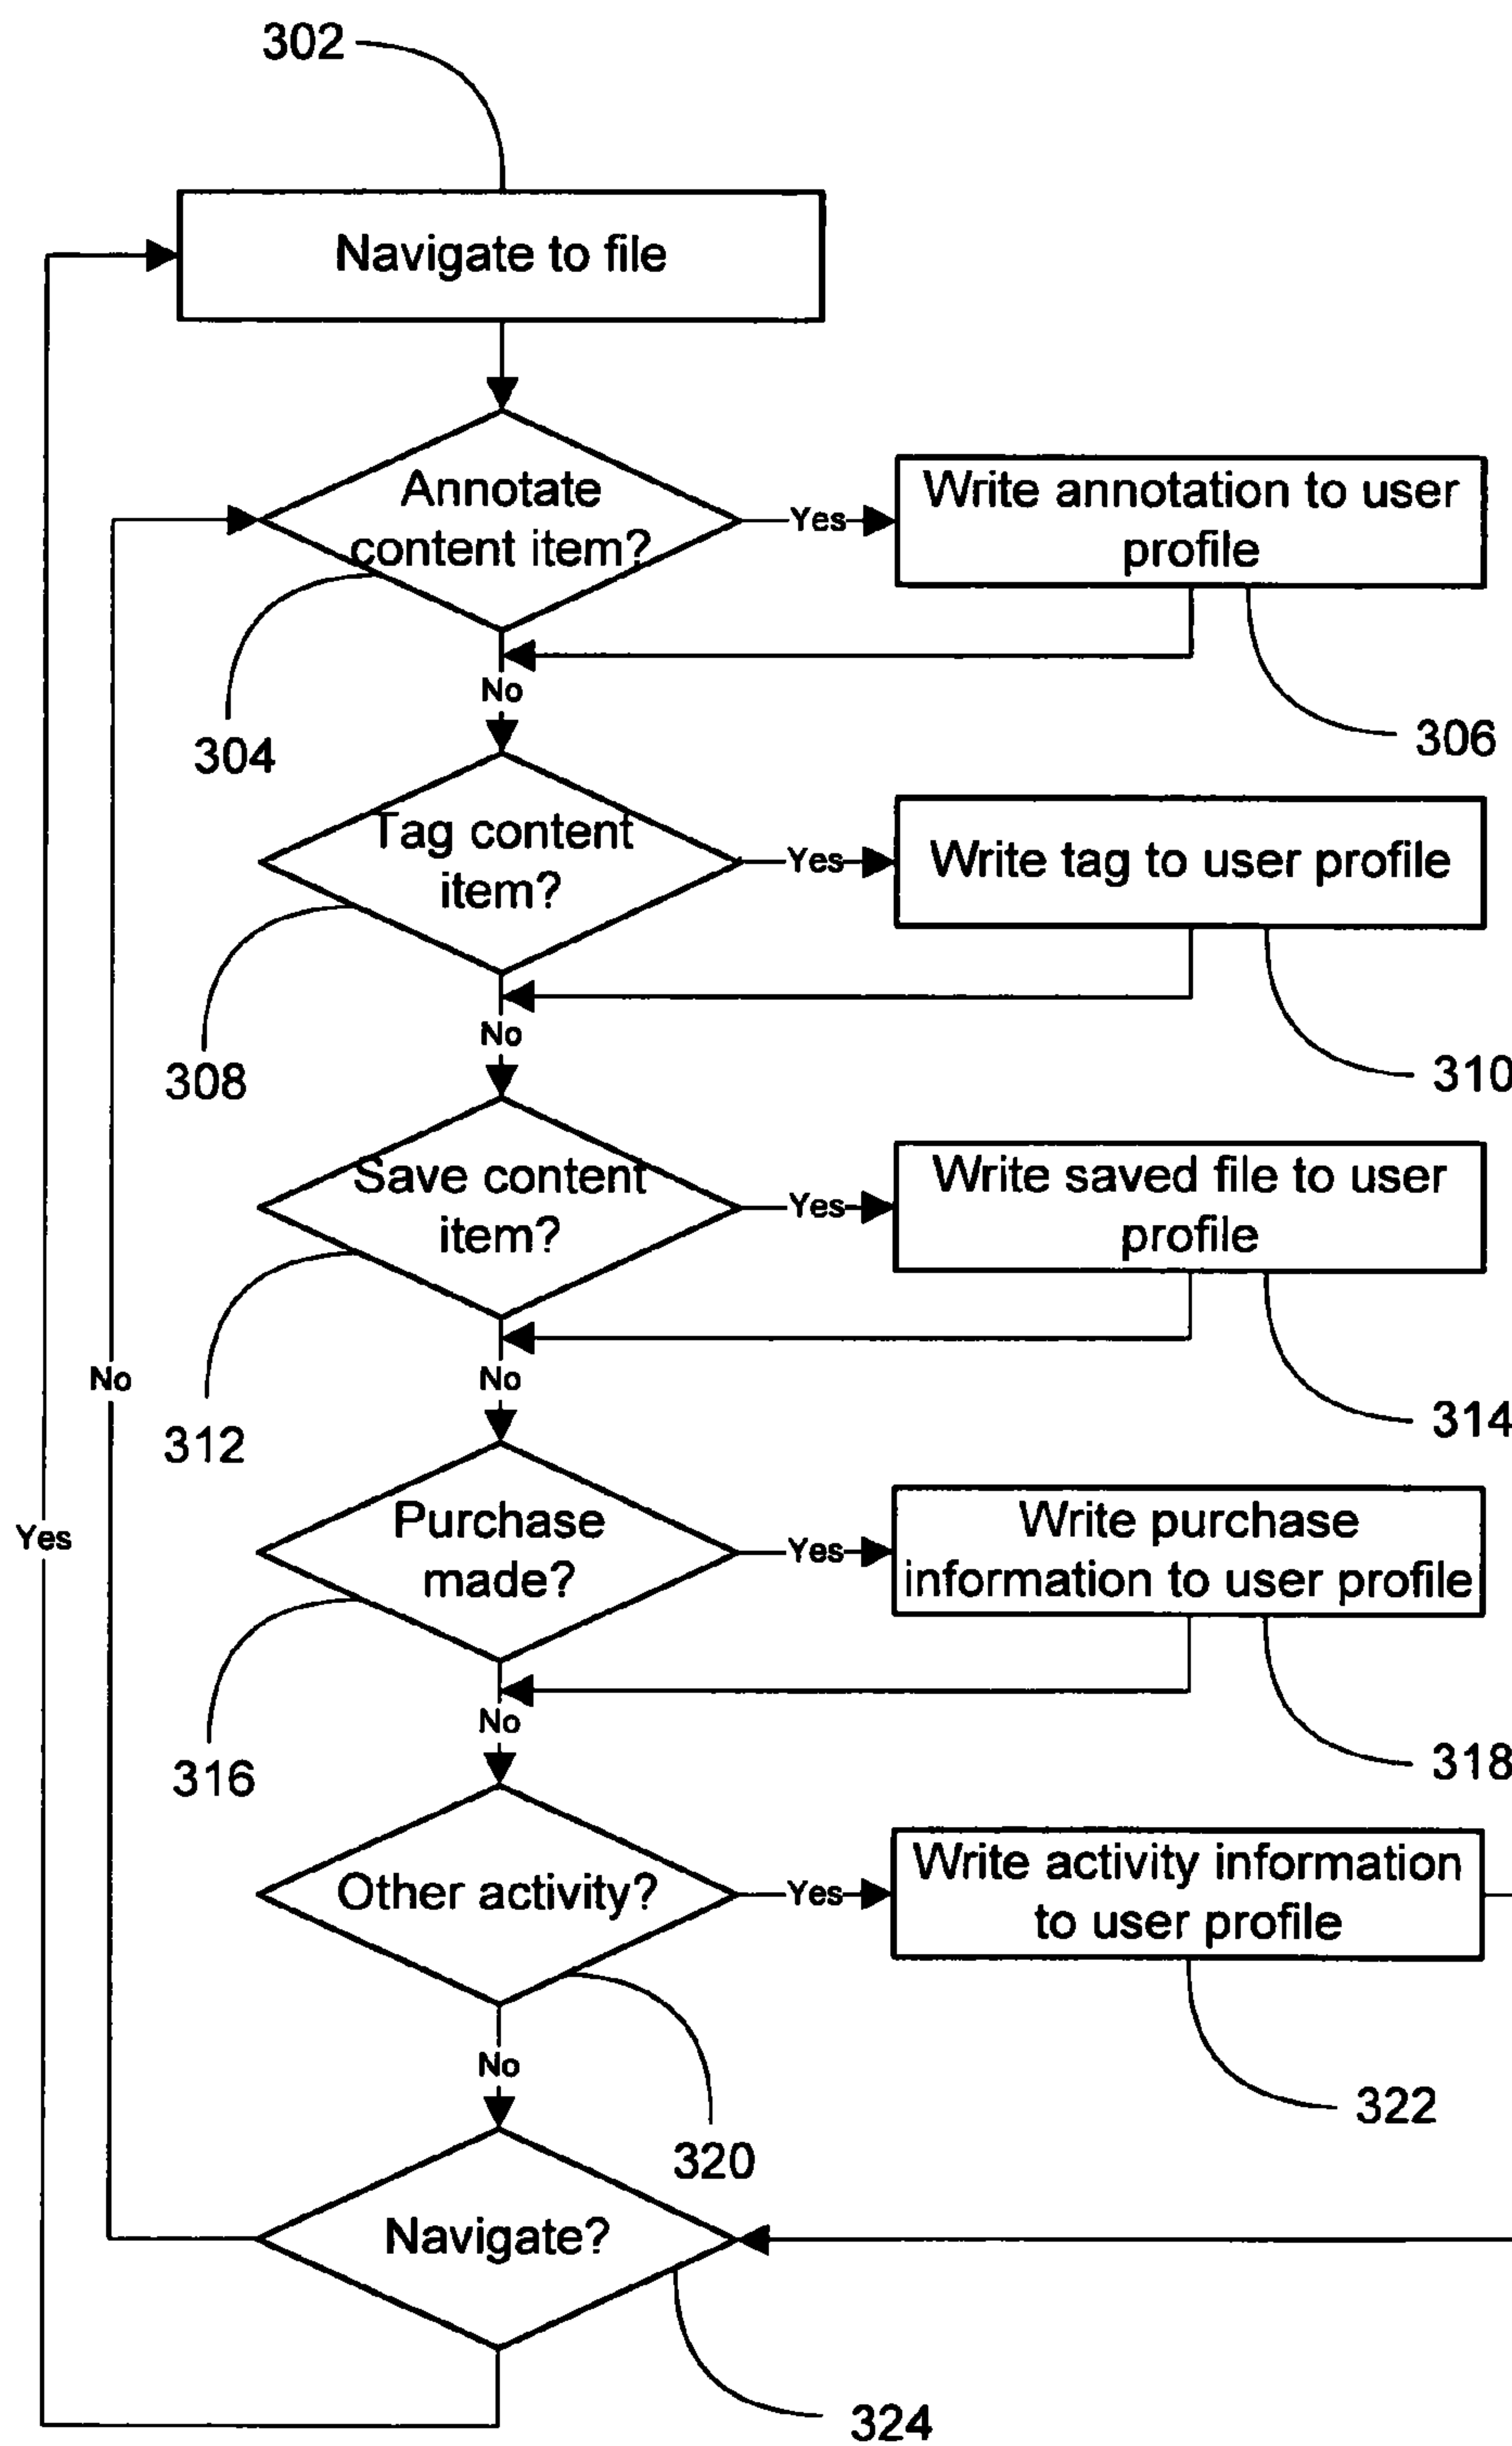 302
Navigate to file
Annotate
content item?
Yes
Write annotation to user
profile
No
304
306
Tag content
item?
Yes
Write tag to user profile
No
308
310
Save content
item?
Yes
Write saved file to user
profile
No
No
312
314
Purchase
made?
Yes
Write purchase
information to user profile
Yes
No
316
318
Other activity?
Yes
Write activity information
to user profile
No
320
322
Navigate?
324